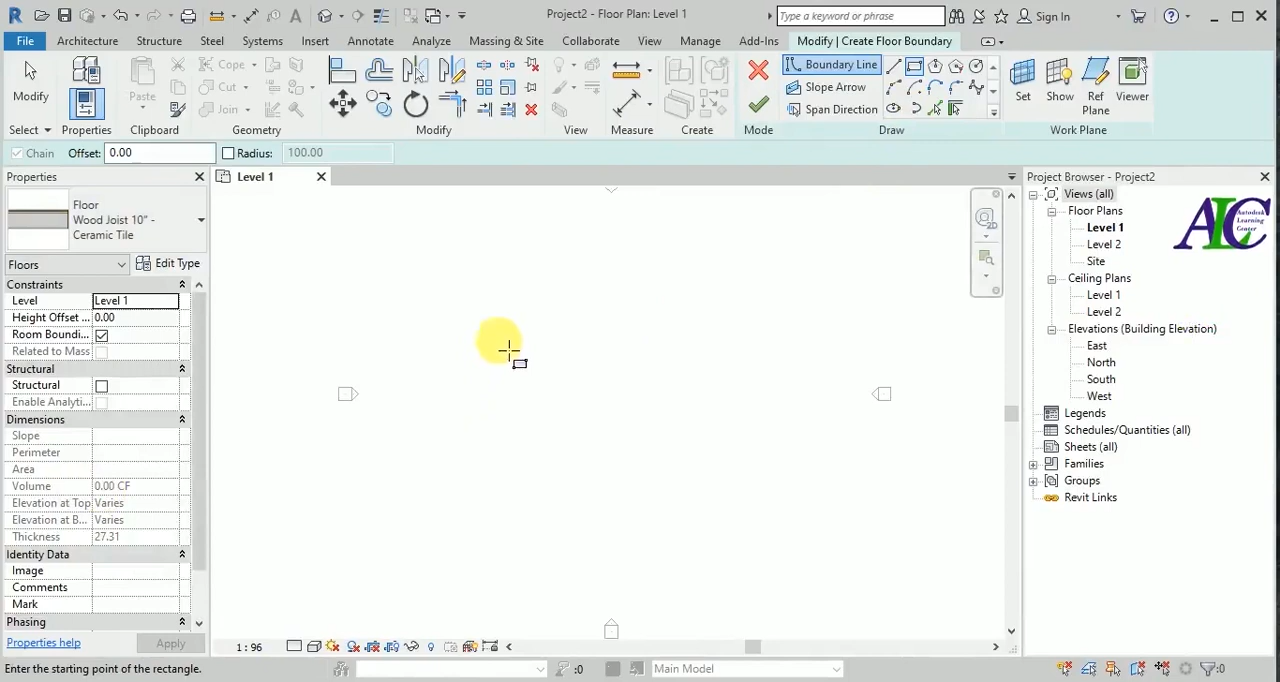 Project2 - Floor Plan: Level 1
Type a keyword or phrase
Sign In
File
Architecture
Structure
Steel
Systems
Insert
Annotate
Analyze
Massing & Site
Collaborate
View
Manage
Add-Ins
Modify | Create Floor Boundary
Modify
Paste
Cope
Cut
Join
Boundary Line
Slope Arrow
Span Direction
Set
Show
Ref
Plane
Viewer
Select
Properties
Clipboard
Geometry
Modify
View
Measure
Create
Mode
Draw
Work Plane
Chain
Offset: 0.00
Radius: 100.00
Properties
Floor
Wood Joist 10" -
Ceramic Tile
Floors
Edit Type
Constraints
Level Level 1
Height Offset ... 0.00
Room Boundi...
Related to Mass
Structural
Structural
Enable Analyti...
Dimensions
Slope
Perimeter
Area
Volume 0.00 CF
Elevation at Top Varies
Elevation at B... Varies
Thickness 27.31
Identity Data
Image
Comments
Mark
Phasing
Properties help
Apply
Level 1
2D
1 : 96
Project Browser - Project2
Views (all)
Floor Plans
Level 1
Level 2
Site
Ceiling Plans
Level 1
Level 2
Elevations (Building Elevation)
East
North
South
West
Legends
Schedules/Quantities (all)
Sheets (all)
Families
Groups
Revit Links
ALC
Autodesk
Learning
Center
Enter the starting point of the rectangle.
:0
Main Model
:0